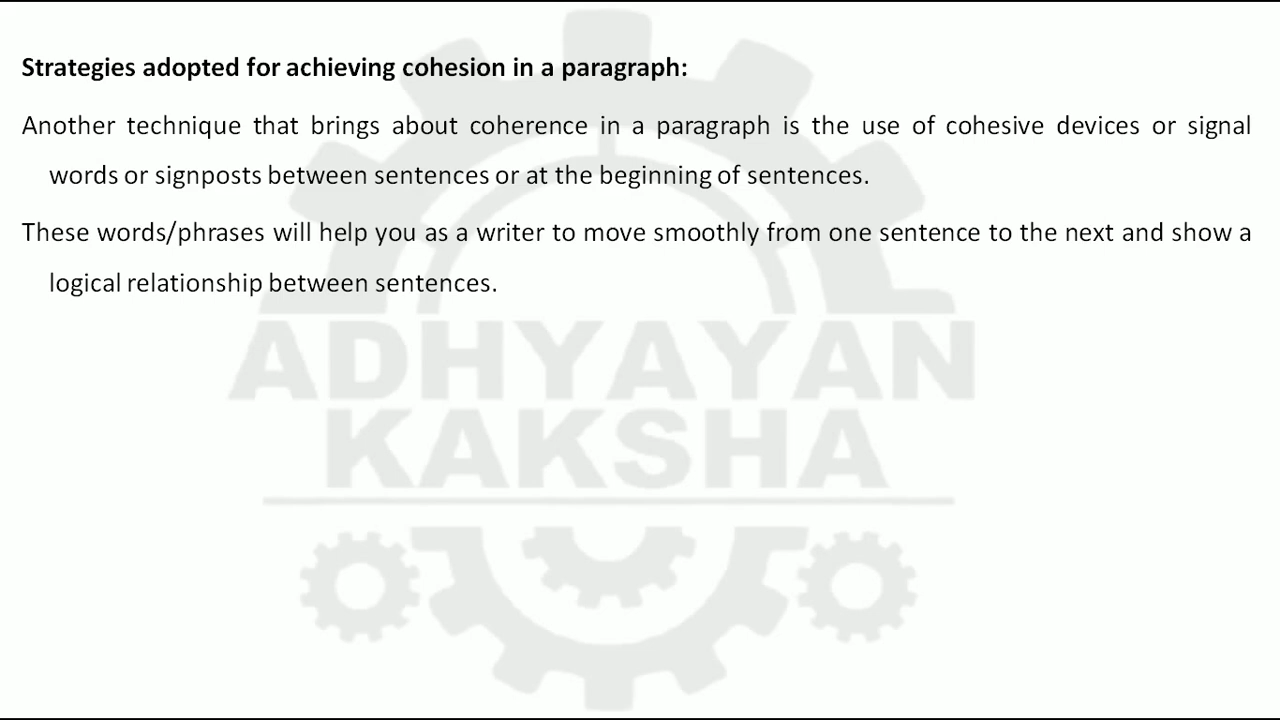 Strategies adopted for achieving cohesion in a paragraph:
Another technique that brings about coherence in a paragraph is the use of cohesive devices or signal
words or signposts between sentences or at the beginning of sentences.
These words/phrases will help you as a writer to move smoothly from one sentence to the next and show a
logical relationship between sentences.
ADHYAYAN
KAKSHA